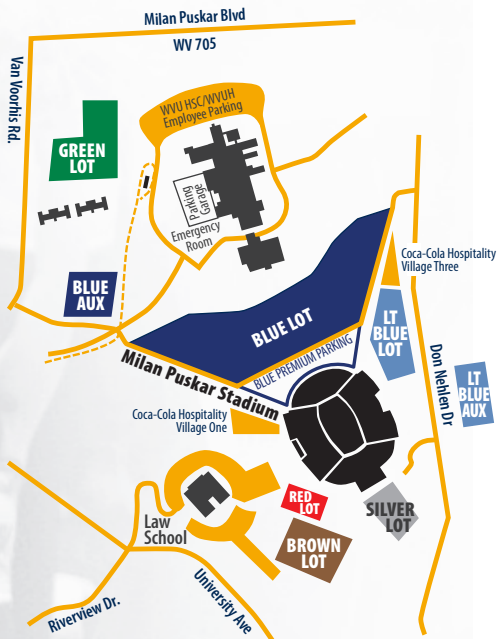 Milan Puskar Blvd
WV 705
Van Voorhis Rd.
WVU HSC/WVUH
Employee Parking
GREEN
LOT
Parking
Garage
Emergency
Room
Coca-Cola Hospitality
Village Three
BLUE
AUX
BLUE LOT
LT
BLUE
LOT
BLUE PREMIUM PARKING
Milan Puskar Stadium
Don Nehlen Dr
LT
BLUE
AUX
Coca-Cola Hospitality
Village One
RED
LOT
SILVER
LOT
Law
School
BROWN
LOT
University Ave
Riverview Dr.